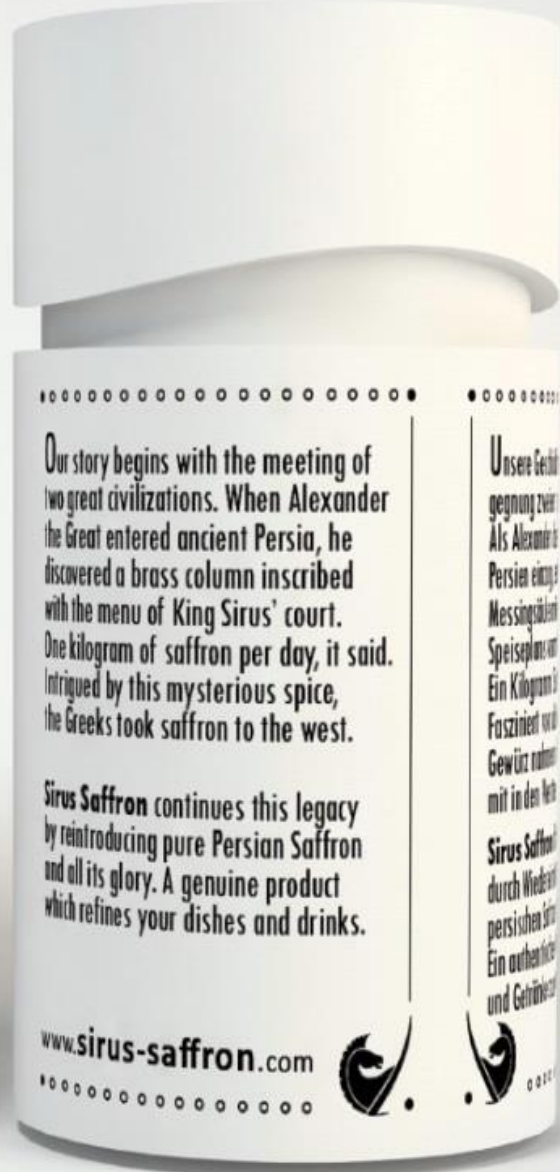 Our story begins with the meeting of
two great civilizations. When Alexander
the Great entered ancient Persia, he
discovered a brass column inscribed
with the menu of King Sirus' court.
One kilogram of saffron per day, it said.
Intrigued by this mysterious spice,
the Greeks took saffron to the west.
Sirus Saffron continues this legacy
by reintroducing pure Persian Saffron
and all its glory. A genuine product
which refines your dishes and drinks.
www.sirus-saffron.com
Unsere
gegnung
Als Alexander
Persien
Ein Kilogram
Fasziniert
Gewürz
mit in den
Sirus Saffron
durch
persischen
Ein
und